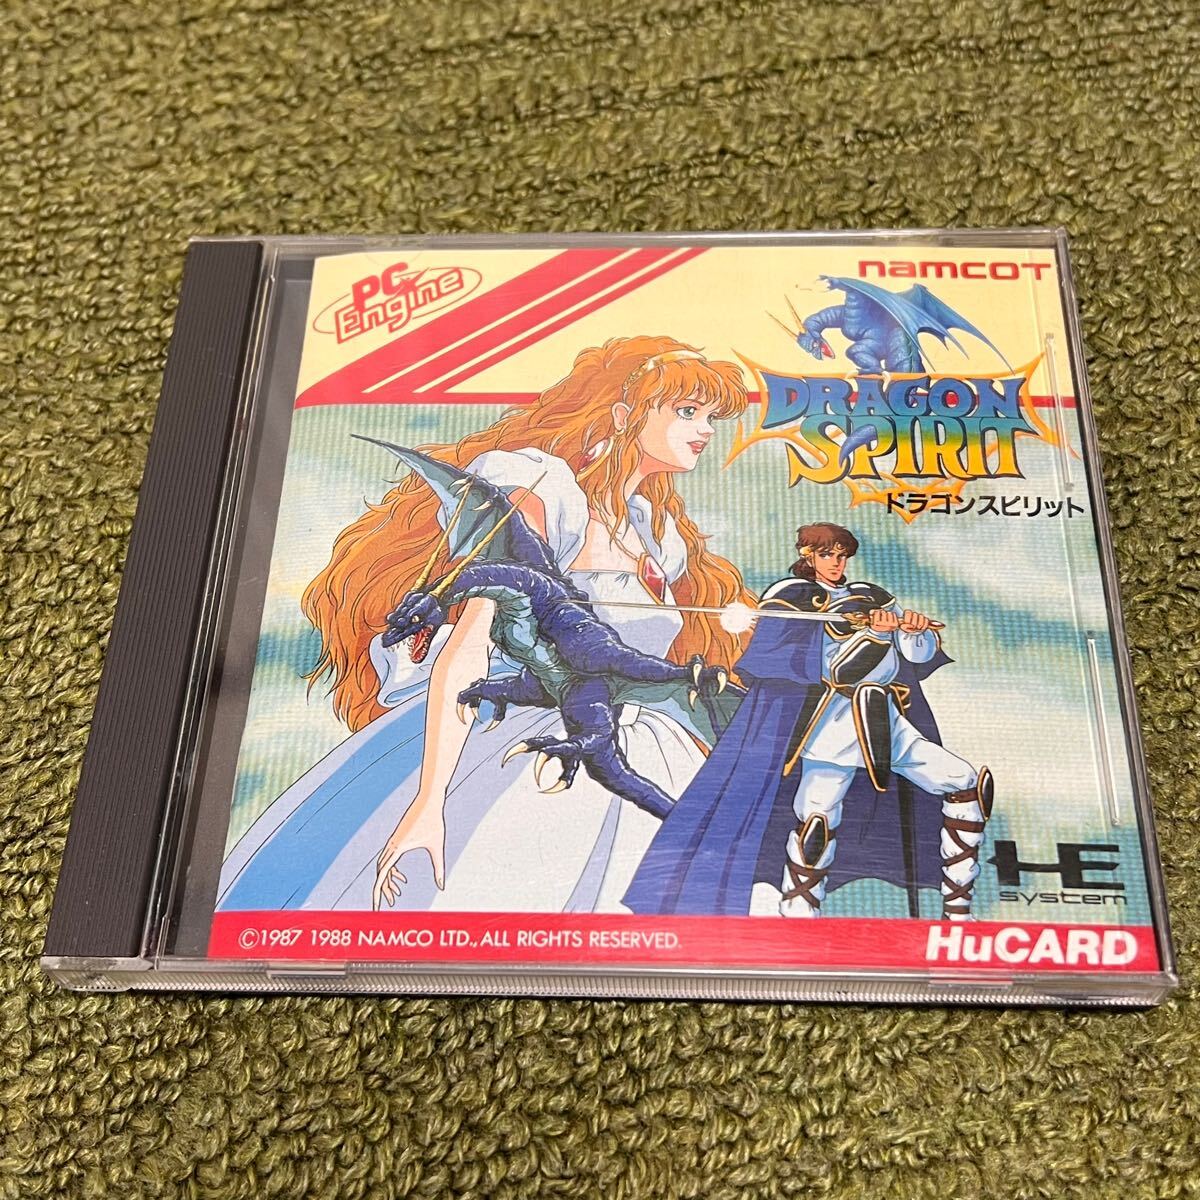 PC Engine
namcot
DRAGON
SPIRIT
ドラゴンスピリット
HE
system
©1987 1988 NAMCO LTD., ALL RIGHTS RESERVED.
HuCARD